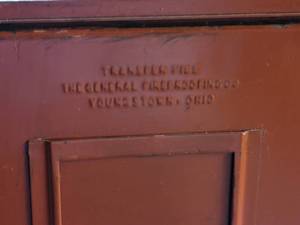 TRANSFER FILE
THE GENERAL FIREPROOFING CO
YOUNGSTOWN, OHIO